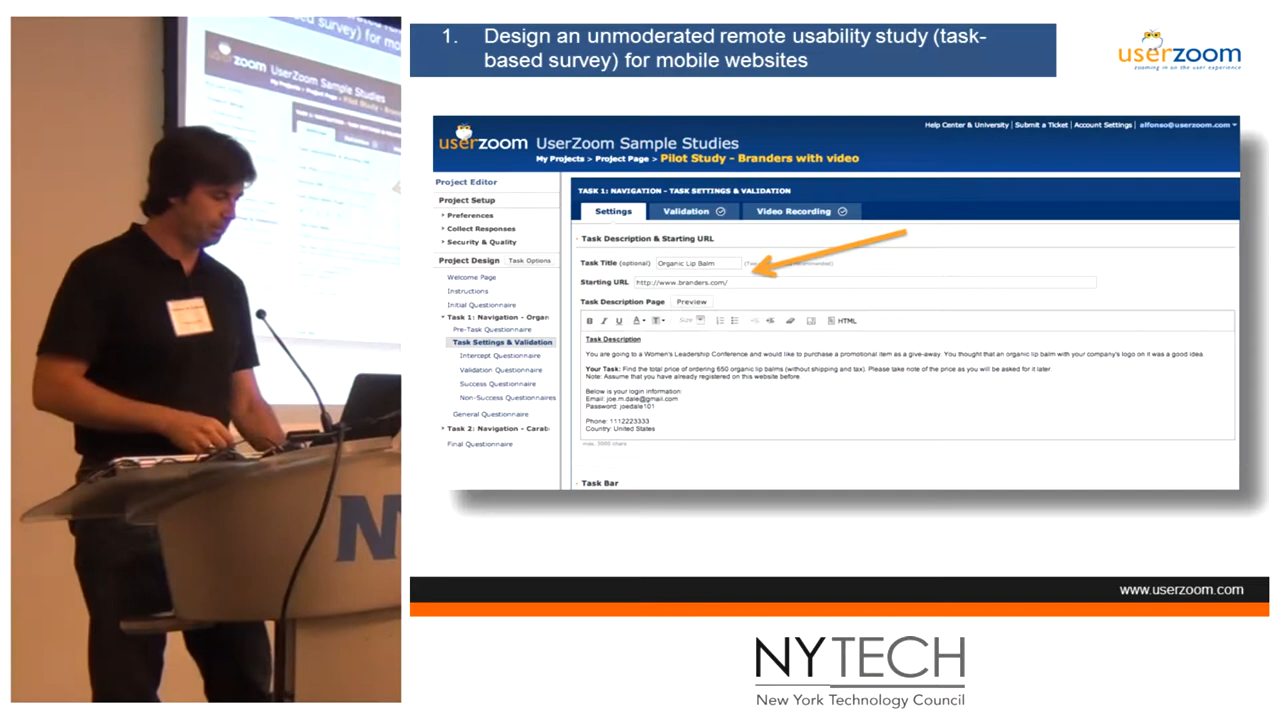 1. Design an unmoderated remote usability study (task-
based survey) for mobile websites
userzoom
zooming in on the user experience
userzoom UserZoom Sample Studies
Help Center & University | Submit a Ticket | Account Settings | alfonso@userzoom.com
My Projects > Project Page > Pilot Study - Branders with video
Project Editor
Project Setup
Preferences
Collect Responses
Security & Quality
Project Design Task Options
Welcome Page
Instructions
Initial Questionnaire
Task 1: Navigation - Organ
Pre-Task Questionnaire
Task Settings & Validation
Intercept Questionnaire
Validation Questionnaire
Success Questionnaire
Non-Success Questionnaires
General Questionnaire
Task 2: Navigation - Carab
Final Questionnaire
TASK 1: NAVIGATION - TASK SETTINGS & VALIDATION
Settings Validation Video Recording
Task Description & Starting URL
Task Title (optional) Organic Lip Balm
Starting URL http://www.branders.com/
Task Description Page Preview
B I U A T Size HTML
Task Description
You are going to a Women's Leadership Conference and would like to purchase a promotional item as a give-away. You thought that an organic lip balm with your company's logo on it was a good idea
Your Task: Find the total price of ordering 650 organic lip balms (without shipping and tax). Please take note of the price as you will be asked for it later.
Note: Assume that you have already registered on this website before
Below is your login information:
Email: joe.m.dale@gmail.com
Password: joedale101
Phone: 1112223333
Country: United States
max. 3000 chars
Task Bar
www.userzoom.com
NYTECH
New York Technology Council